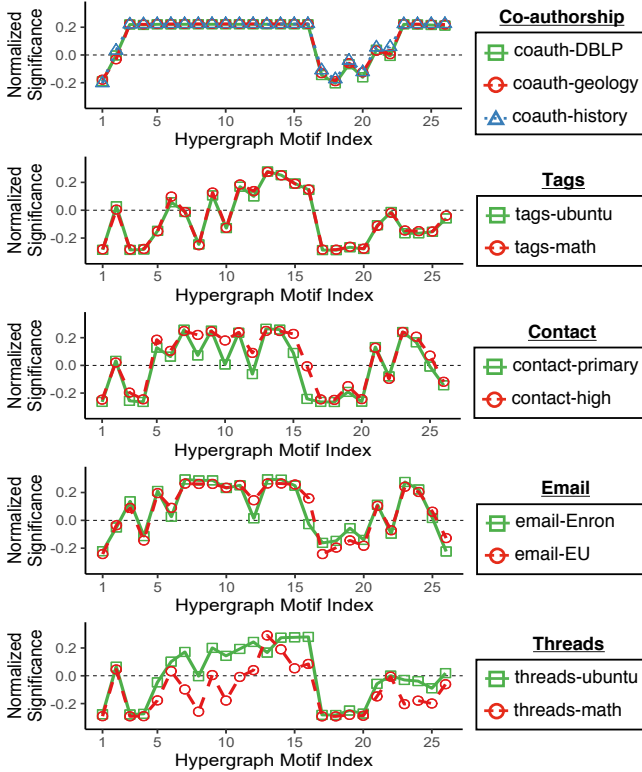 Normalized
Significance
0.2
0.0
-0.2
1
5
10
15
20
25
Hypergraph Motif Index
Co-authorship
coauth-DBLP
coauth-geology
coauth-history
Normalized
Significance
0.2
0.0
-0.2
1
5
10
15
20
25
Hypergraph Motif Index
Tags
tags-ubuntu
tags-math
Normalized
Significance
0.2
0.0
-0.2
1
5
10
15
20
25
Hypergraph Motif Index
Contact
contact-primary
contact-high
Normalized
Significance
0.2
0.0
-0.2
1
5
10
15
20
25
Hypergraph Motif Index
Email
email-Enron
email-EU
Normalized
Significance
0.2
0.0
-0.2
1
5
10
15
20
25
Hypergraph Motif Index
Threads
threads-ubuntu
threads-math